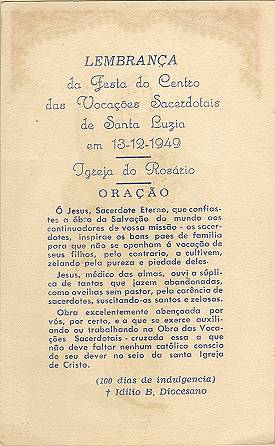 LEMBRANÇA
da Festa do Centro
das Vocações Sacerdotais
de Santa Luzia
em 13-12-1949
Igreja do Rosário
ORAÇÃO
Ó Jesus, Sacerdote Eterno, que confias-
tes a óbra da Salvação do mundo aos
continuadores de vossa missão - os sacer-
dotes, inspirae os bons paes de familia
para que não se oponham á vocação de
seus filhos, pelo contrario, a cultivem,
zelando pela pureza e piedade deles.
Jesus, médico das almas, ouvi a súpli-
ca de tantas que jazem abandonadas,
como ovelhas sem pastor, pela carência de
sacerdotes, suscitando-os santos e zelosos.
Obra excelentemente abençoada por
vós, por certo, e a que se exerce auxilli-
ando ou trabalhando na Obra das Voca-
ções Sacerdotais - cruzada essa a que
não deve faltar nenhum católico conscio
de seu dever no seio da santa Igreja
de Cristo.
(100 dias de indulgencia)
† Idilio B, Diocesano